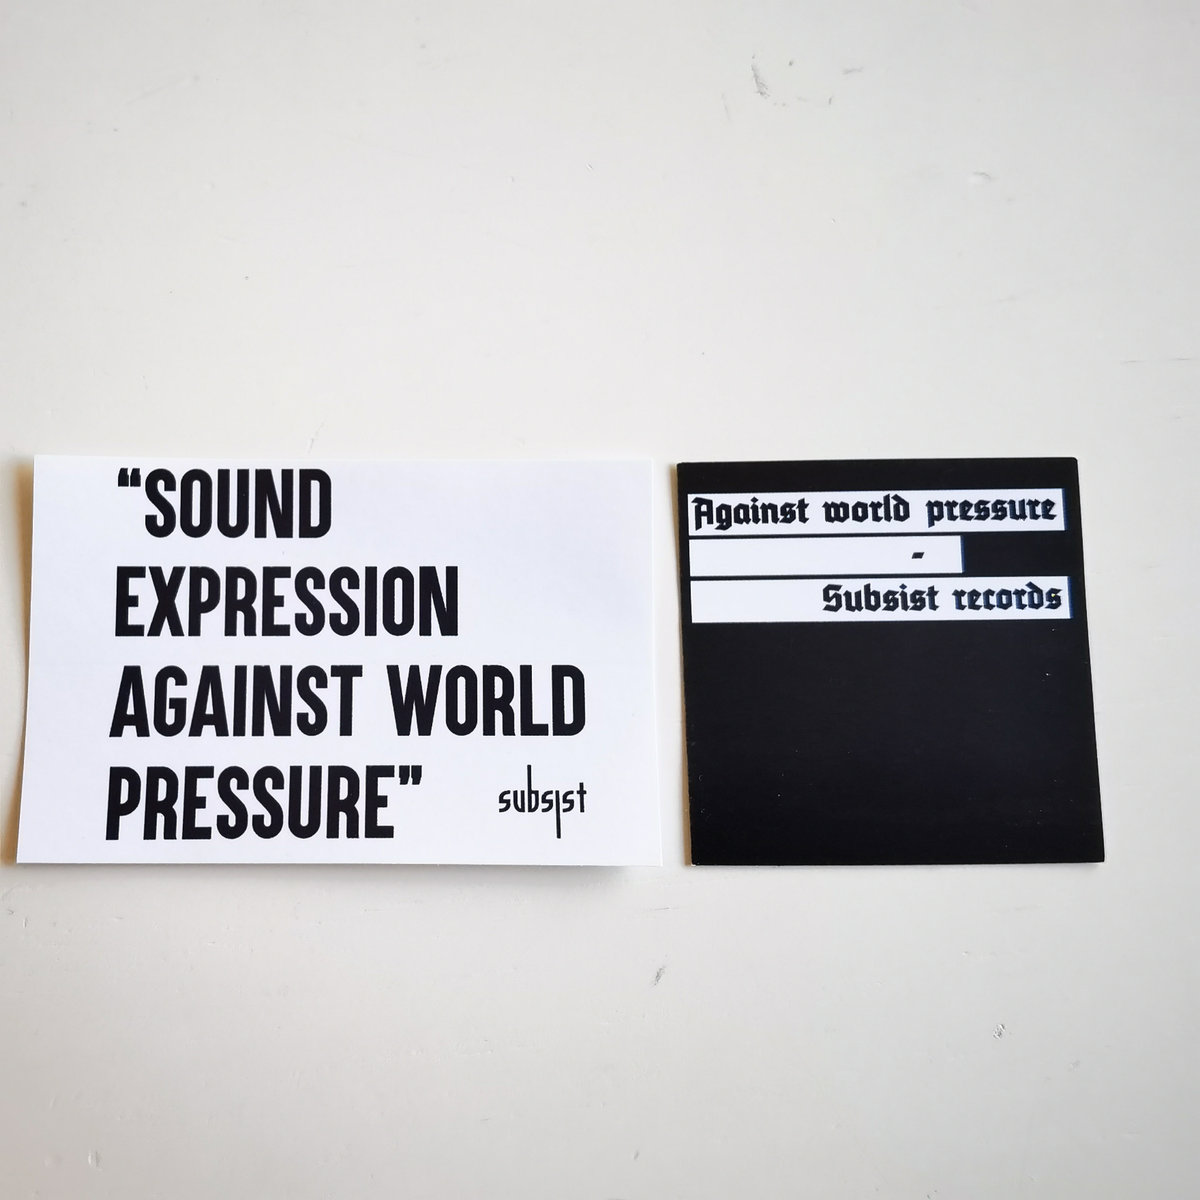 “SOUND
EXPRESSION
AGAINST WORLD
PRESSURE”
subsist
Against world pressure
-
Subsist records